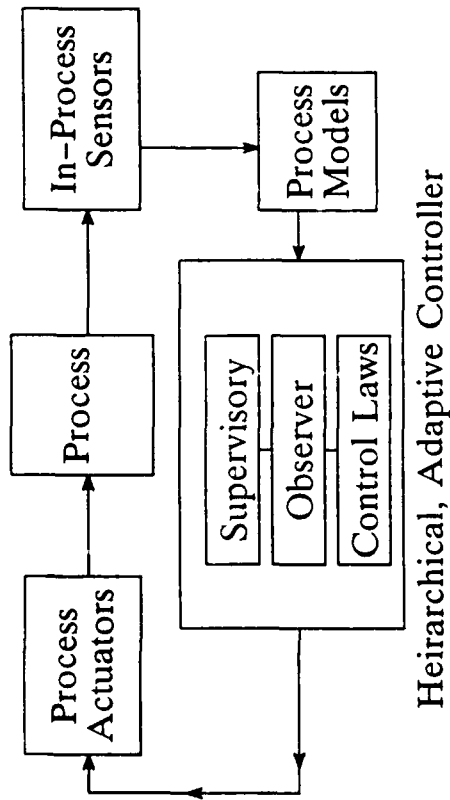 Process
Actuators
Process
In-Process
Sensors
Process
Models
Supervisory
Observer
Control Laws
Heirarchical, Adaptive Controller